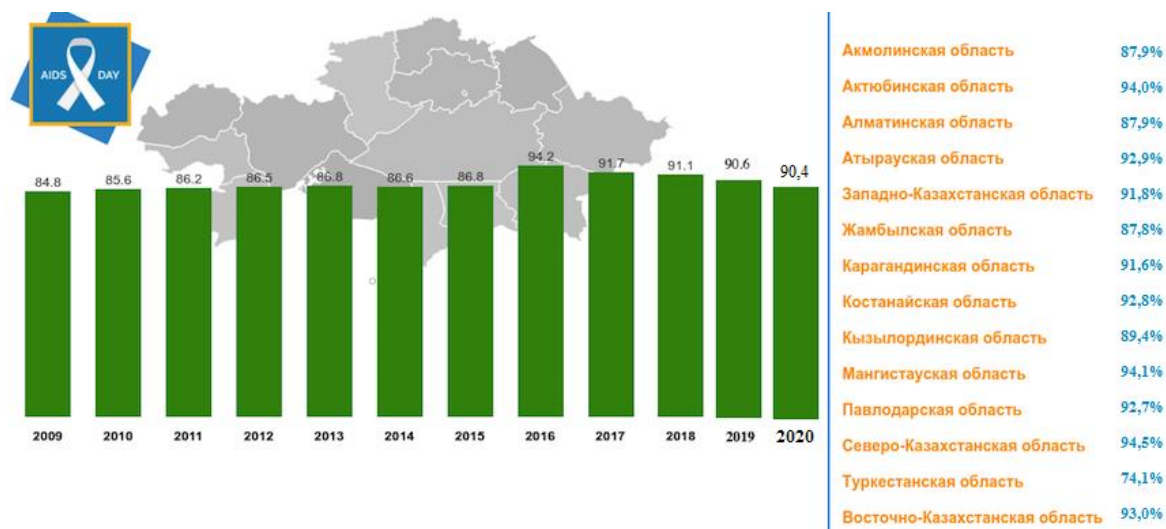 AIDS DAY
84.8 85.6 86.2 86.5 86.8 86.6 86.8 94.2 91.7 91.1 90.6 90,4
2009 2010 2011 2012 2013 2014 2015 2016 2017 2018 2019 2020
Акмолинская область 87,9%
Актюбинская область 94,0%
Алматинская область 87,9%
Атырауская область 92,9%
Западно-Казахстанская область 91,8%
Жамбылская область 87,8%
Карагандинская область 91,6%
Костанайская область 92,8%
Кызылординская область 89,4%
Мангистауская область 94,1%
Павлодарская область 92,7%
Северо-Казахстанская область 94,5%
Туркестанская область 74,1%
Восточно-Казахстанская область 93,0%